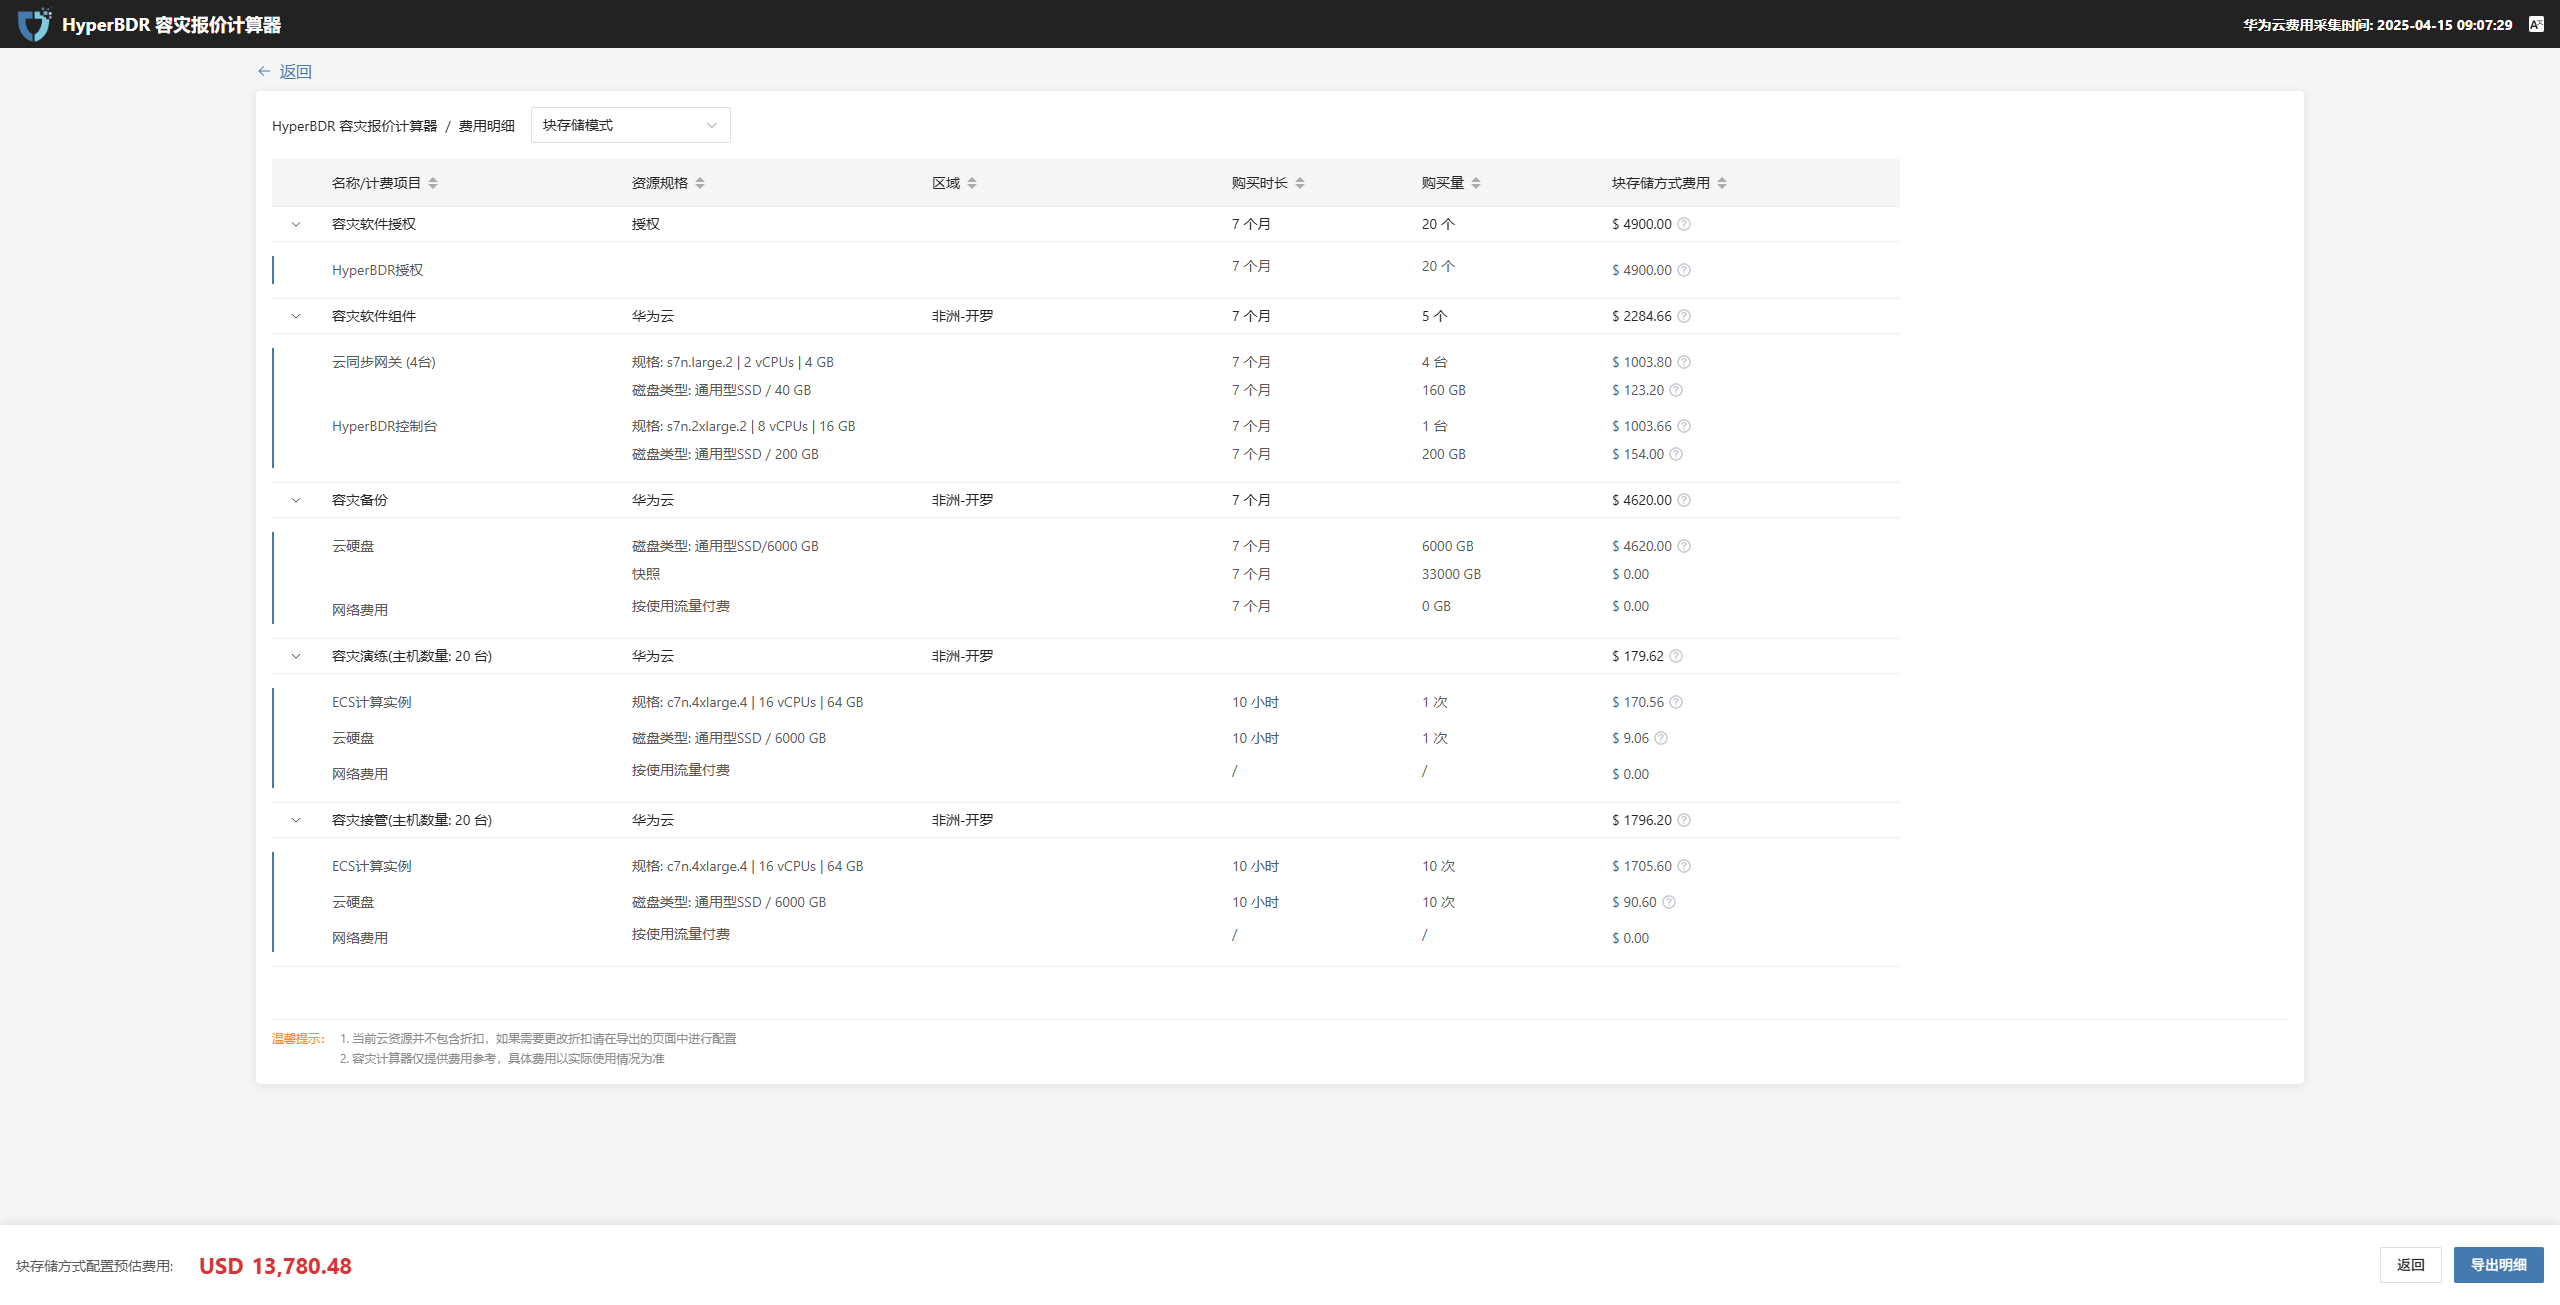 HyperBDR 容灾报价计算器
华为云费用采集时间: 2025-04-15 09:07:29
← 返回
HyperBDR 容灾报价计算器 / 费用明细 块存储模式
名称/计费项目 资源规格 区域 购买时长 购买量 块存储方式费用
容灾软件授权 授权 7 个月 20 个 $ 4900.00
HyperBDR授权 7 个月 20 个 $ 4900.00
容灾软件组件 华为云 非洲-开罗 7 个月 5 个 $ 2284.66
云同步网关 (4台) 规格: s7n.large.2 | 2 vCPUs | 4 GB 7 个月 4 台 $ 1003.80
磁盘类型: 通用型SSD / 40 GB 7 个月 160 GB $ 123.20
HyperBDR控制台 规格: s7n.2xlarge.2 | 8 vCPUs | 16 GB 7 个月 1 台 $ 1003.66
磁盘类型: 通用型SSD / 200 GB 7 个月 200 GB $ 154.00
容灾备份 华为云 非洲-开罗 7 个月 $ 4620.00
云硬盘 磁盘类型: 通用型SSD/6000 GB 7 个月 6000 GB $ 4620.00
快照 7 个月 33000 GB $ 0.00
网络费用 按使用流量付费 7 个月 0 GB $ 0.00
容灾演练(主机数量: 20 台) 华为云 非洲-开罗 $ 179.62
ECS计算实例 规格: c7n.4xlarge.4 | 16 vCPUs | 64 GB 10 小时 1 次 $ 170.56
云硬盘 磁盘类型: 通用型SSD / 6000 GB 10 小时 1 次 $ 9.06
网络费用 按使用流量付费 / / $ 0.00
容灾接管(主机数量: 20 台) 华为云 非洲-开罗 $ 1796.20
ECS计算实例 规格: c7n.4xlarge.4 | 16 vCPUs | 64 GB 10 小时 10 次 $ 1705.60
云硬盘 磁盘类型: 通用型SSD / 6000 GB 10 小时 10 次 $ 90.60
网络费用 按使用流量付费 / / $ 0.00
温馨提示: 1. 当前云资源并不包含折扣，如果需要更改折扣请在导出的页面中进行配置
2. 容灾计算器仅提供费用参考，具体费用以实际使用情况为准
块存储方式配置预估费用: USD 13,780.48
返回 导出明细